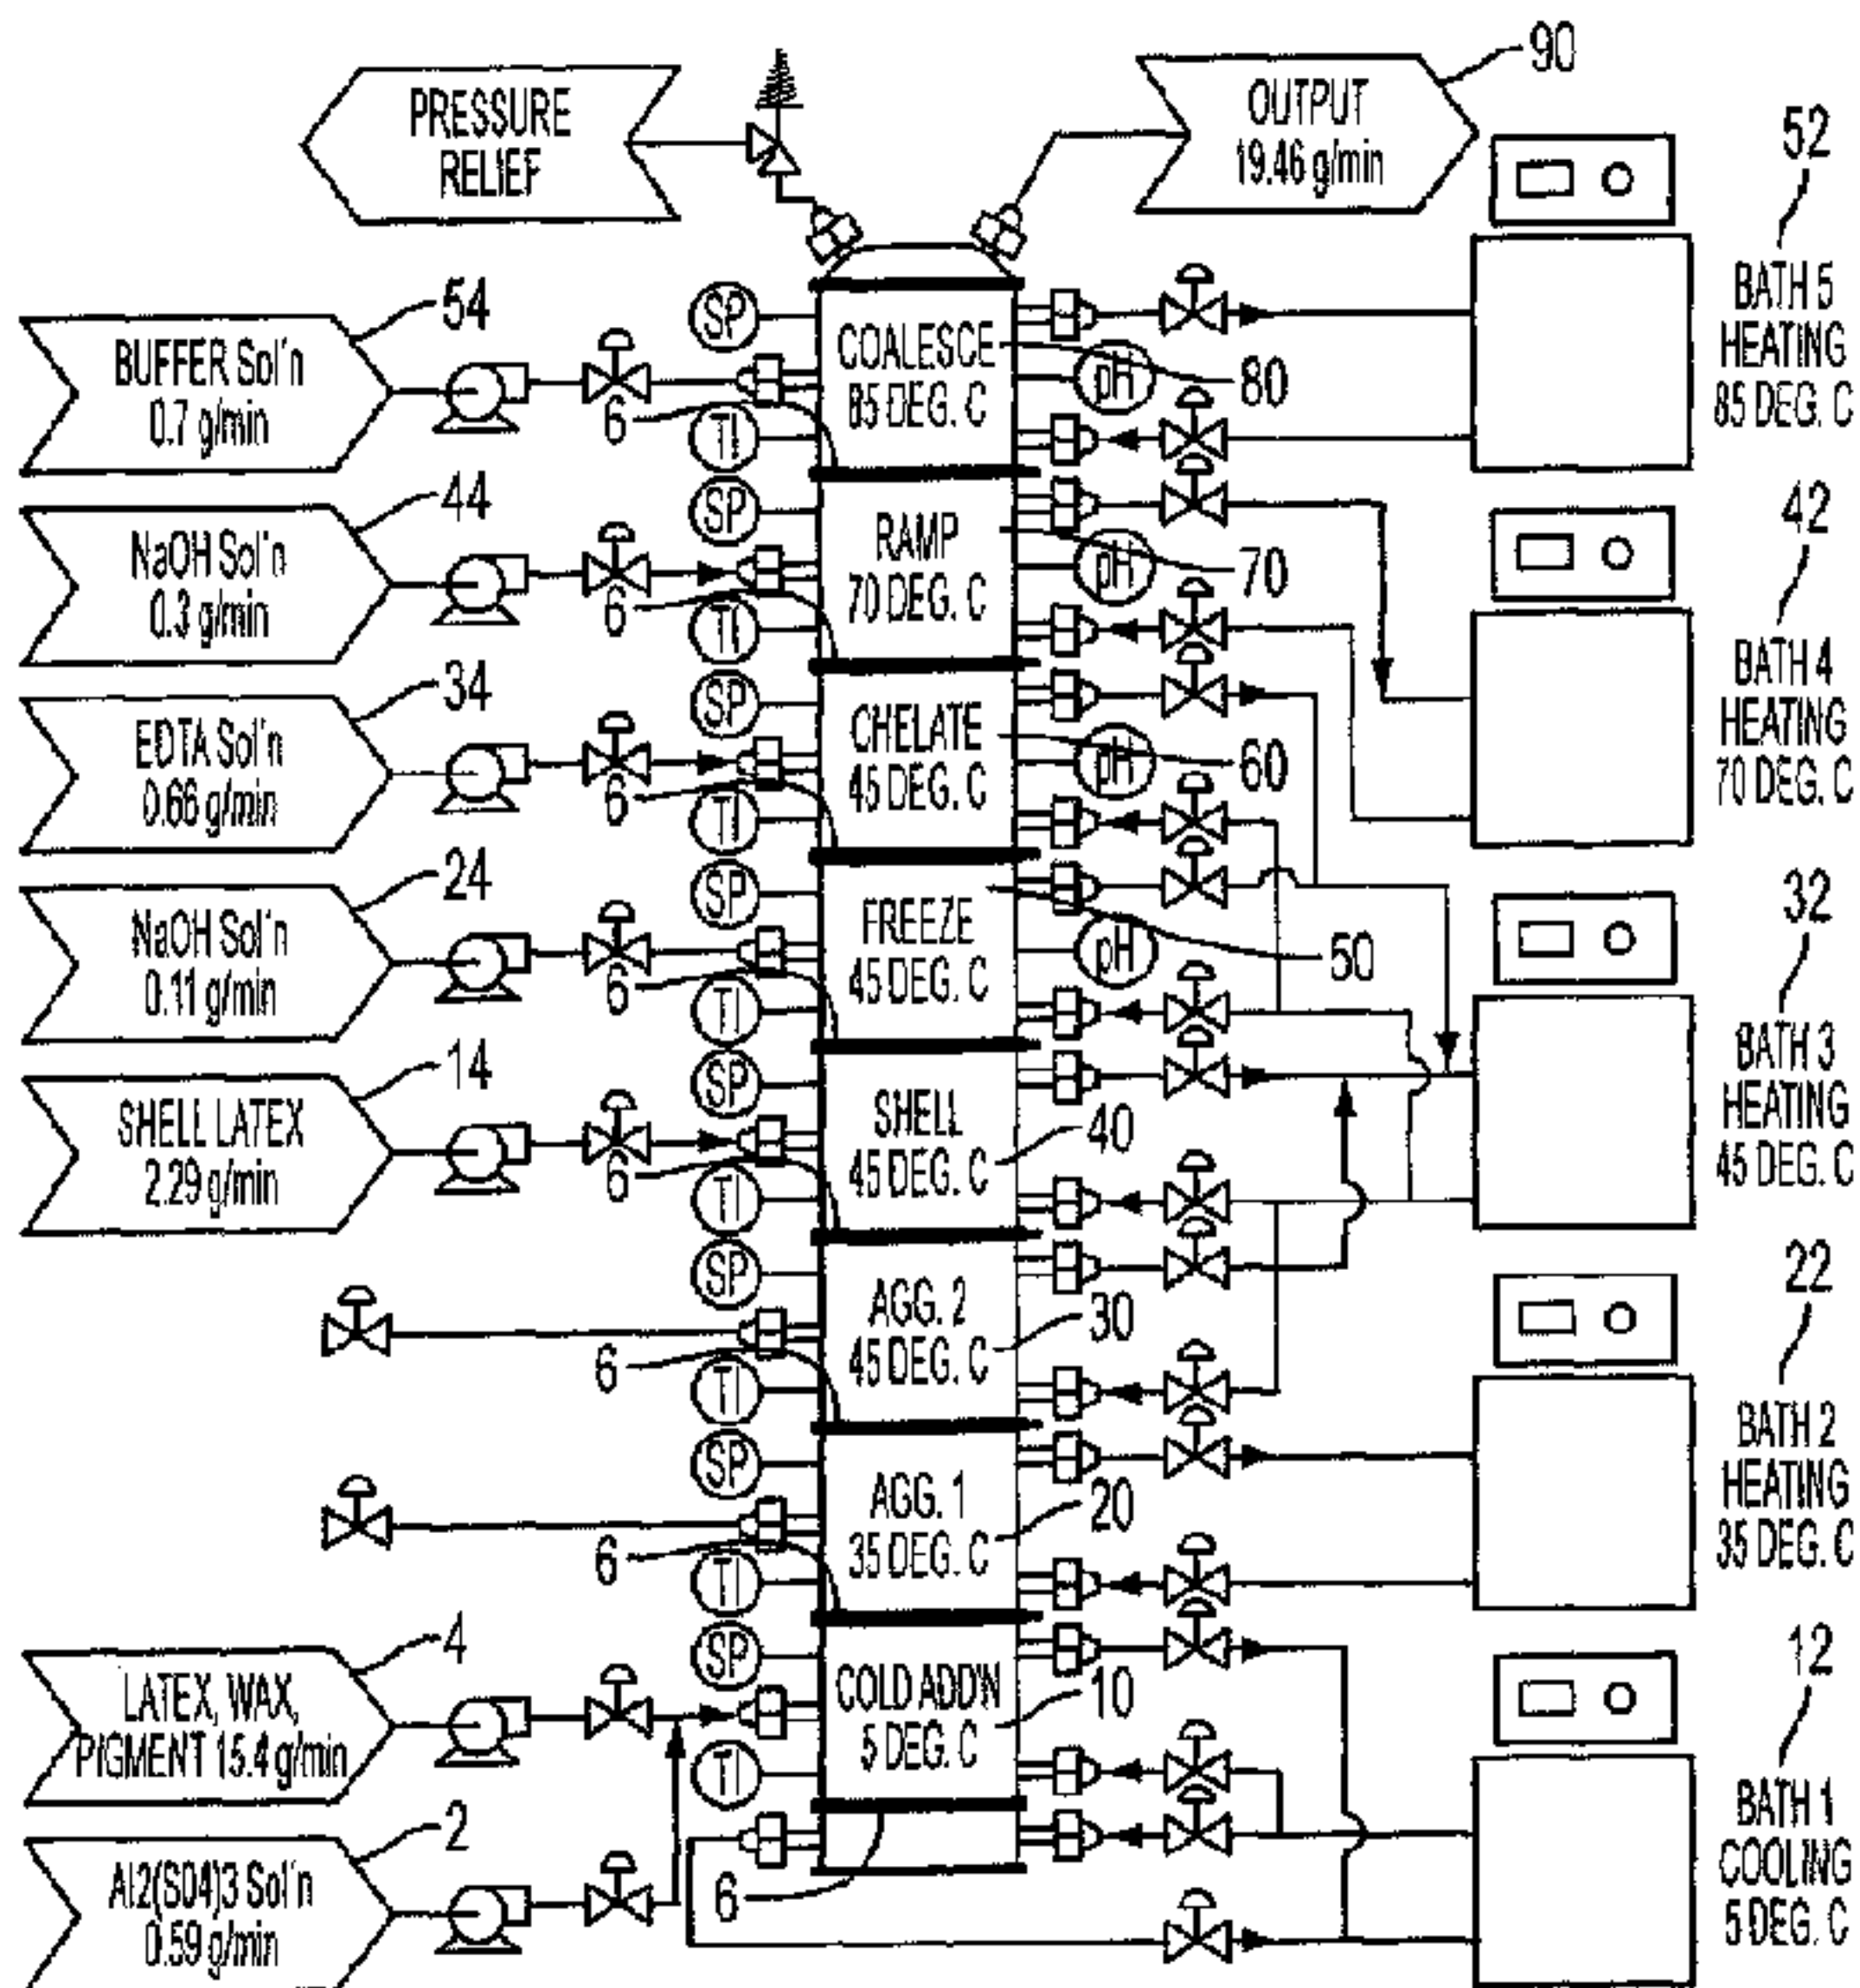 PRESSURE
RELIEF
OUTPUT
19.46 g/min
90
52
BATH 5
HEATING
85 DEG. C
54
BUFFER Sol'n
0.7 g/min
6
SP
TI
COALESCE
85 DEG. C
pH
80
44
NaOH Sol'n
0.3 g/min
6
SP
TI
RAMP
70 DEG. C
pH
70
42
BATH 4
HEATING
70 DEG. C
34
EDTA Sol'n
0.66 g/min
6
SP
TI
CHELATE
45 DEG. C
pH
60
24
NaOH Sol'n
0.11 g/min
6
SP
TI
FREEZE
45 DEG. C
pH
50
32
BATH 3
HEATING
45 DEG. C
14
SHELL LATEX
2.29 g/min
6
SP
TI
SHELL
45 DEG. C
40
6
SP
TI
AGG. 2
45 DEG. C
30
22
BATH 2
HEATING
35 DEG. C
6
SP
TI
AGG. 1
35 DEG. C
20
4
LATEX, WAX,
PIGMENT 15.4 g/min
SP
TI
COLD ADD'N
5 DEG. C
10
12
BATH 1
COOLING
5 DEG. C
2
Al2(SO4)3 Sol'n
0.59 g/min
6